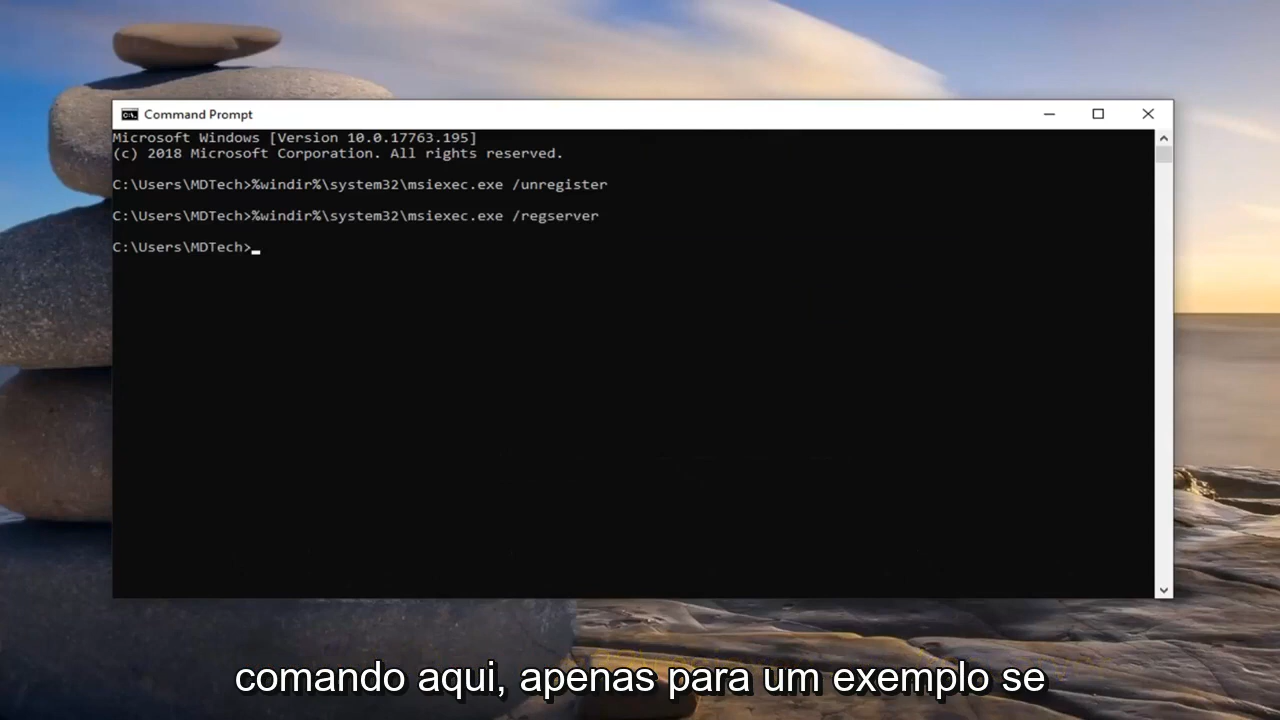 Command Prompt
Microsoft Windows [Version 10.0.17763.195]
(c) 2018 Microsoft Corporation. All rights reserved.
C:\Users\MDTech>%windir%\system32\msiexec.exe /unregister
C:\Users\MDTech>%windir%\system32\msiexec.exe /regserver
C:\Users\MDTech>
comando aqui, apenas para um exemplo se